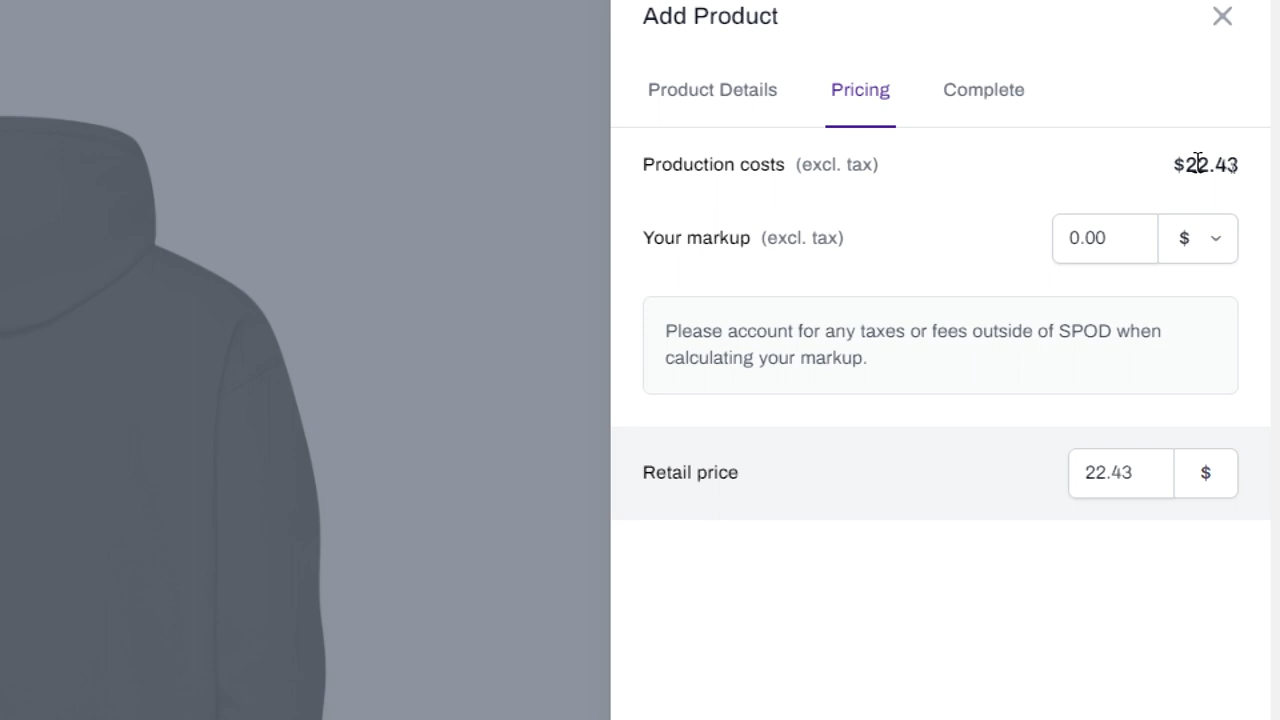 Add Product
Product Details Pricing Complete
Production costs (excl. tax) $22.43
Your markup (excl. tax) 0.00 $
Please account for any taxes or fees outside of SPOD when
calculating your markup.
Retail price 22.43 $